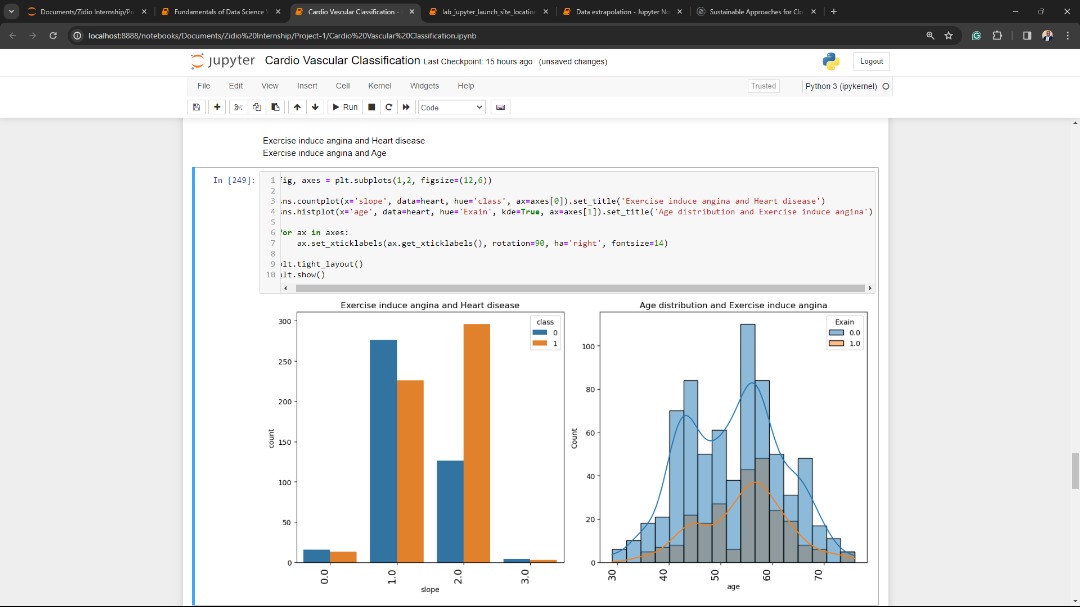 Documents/Zidio Internship/Pr
Fundamentals of Data Science
Cardio Vascular Classification -
lab_jupyter_launch_site_location
Data extrapolation - Jupyter No
Sustainable Approaches for Cl
localhost:8888/notebooks/Documents/Zidio%20Internship/Project-1/Cardio%20Vascular%20Classification.ipynb
jupyter Cardio Vascular Classification Last Checkpoint: 15 hours ago (unsaved changes)
Logout
File Edit View Insert Cell Kernel Widgets Help
Trusted
Python 3 (ipykernel)
Run
Code
Exercise induce angina and Heart disease
Exercise induce angina and Age
In [249]:
1 fig, axes = plt.subplots(1,2, figsize=(12,6))
2
3 ns.countplot(x='slope', data=heart, hue='class', ax=axes[0]).set_title('Exercise induce angina and Heart disease')
4 ns.histplot(x='age', data=heart, hue='Exain', kde=True, ax=axes[1]).set_title('Age distribution and Exercise induce angina')
5
6 or ax in axes:
7 ax.set_xticklabels(ax.get_xticklabels(), rotation=90, ha='right', fontsize=14)
8
9 lt.tight_layout()
10 lt.show()
Exercise induce angina and Heart disease
class
0
1
300
250
200
150
100
50
0
count
0.0
1.0
2.0
3.0
slope
Age distribution and Exercise induce angina
Exain
0.0
1.0
100
80
60
40
20
0
Count
30
40
50
60
70
age